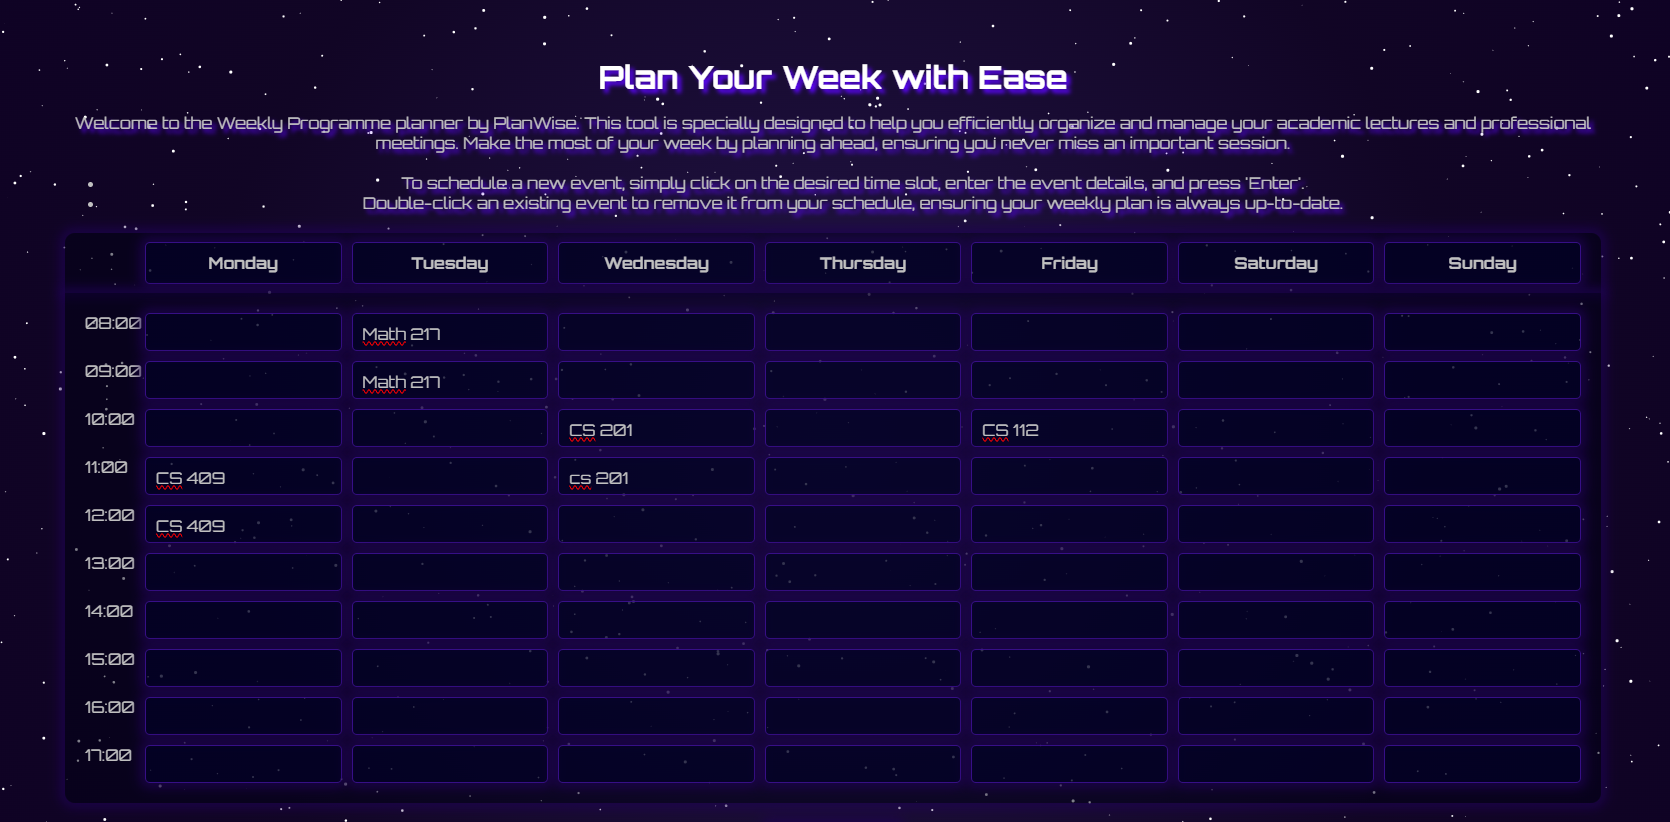 Plan Your Week with Ease
Welcome to the Weekly Programme planner by PlanWise. This tool is specially designed to help you efficiently organize and manage your academic lectures and professional
meetings. Make the most of your week by planning ahead, ensuring you never miss an important session.
To schedule a new event, simply click on the desired time slot, enter the event details, and press 'Enter'.
Double-click an existing event to remove it from your schedule, ensuring your weekly plan is always up-to-date.
Monday Tuesday Wednesday Thursday Friday Saturday Sunday
08:00 Math 217
09:00 Math 217
10:00 CS 201 CS 112
11:00 CS 409 cs 201
12:00 CS 409
13:00
14:00
15:00
16:00
17:00